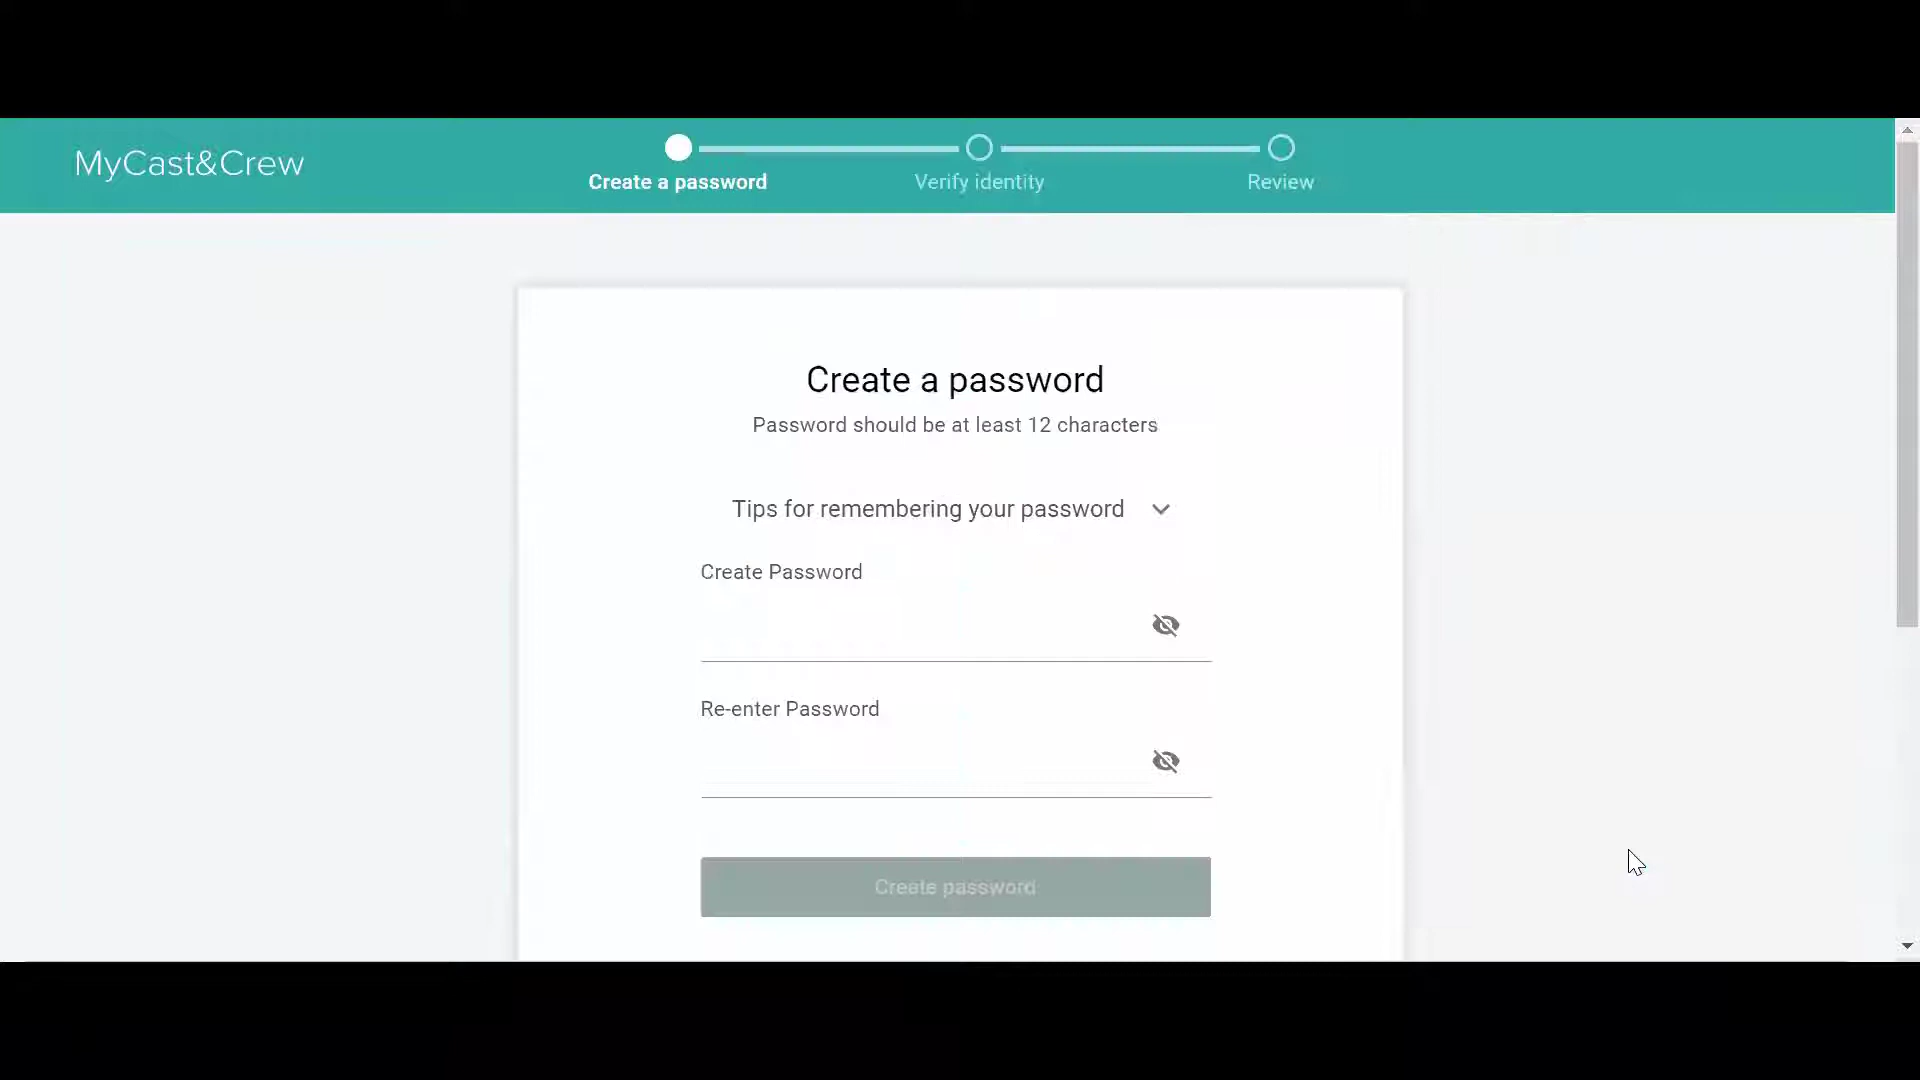 MyCast&Crew
Create a password
Verify identity
Review
Create a password
Password should be at least 12 characters
Tips for remembering your password
Create Password
Re-enter Password
Create password